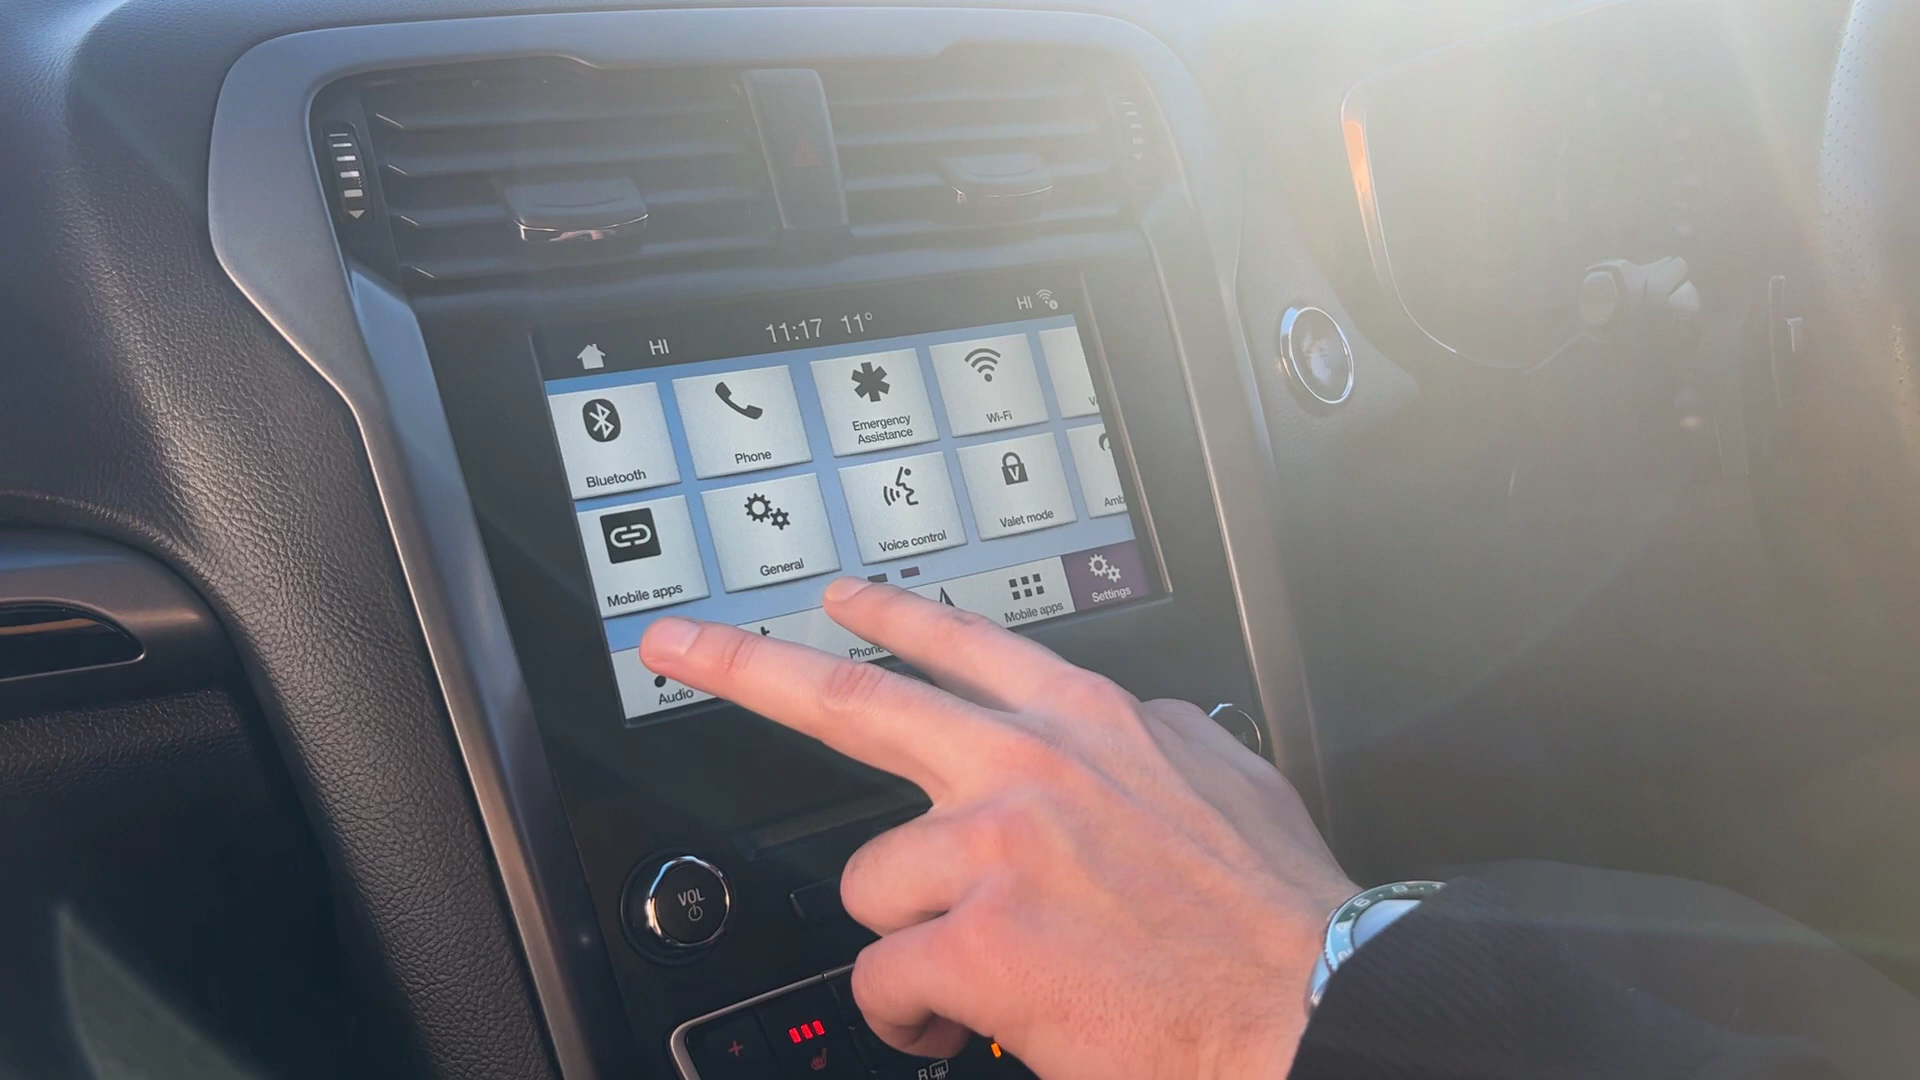 HI 11:17 11° HI
Bluetooth
Phone
Emergency
Assistance
Wi-Fi
Mobile apps
General
Voice control
Valet mode
Amb
Audio
Phone
Mobile apps
Settings
VOL
R